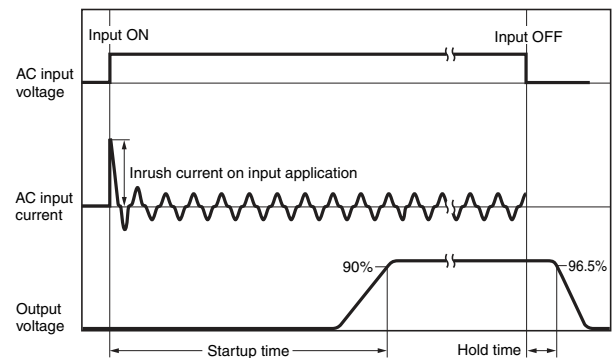 Input ON
Input OFF
AC input
voltage
Inrush current on input application
AC input
current
90%
96.5%
Output
voltage
Startup time
Hold time